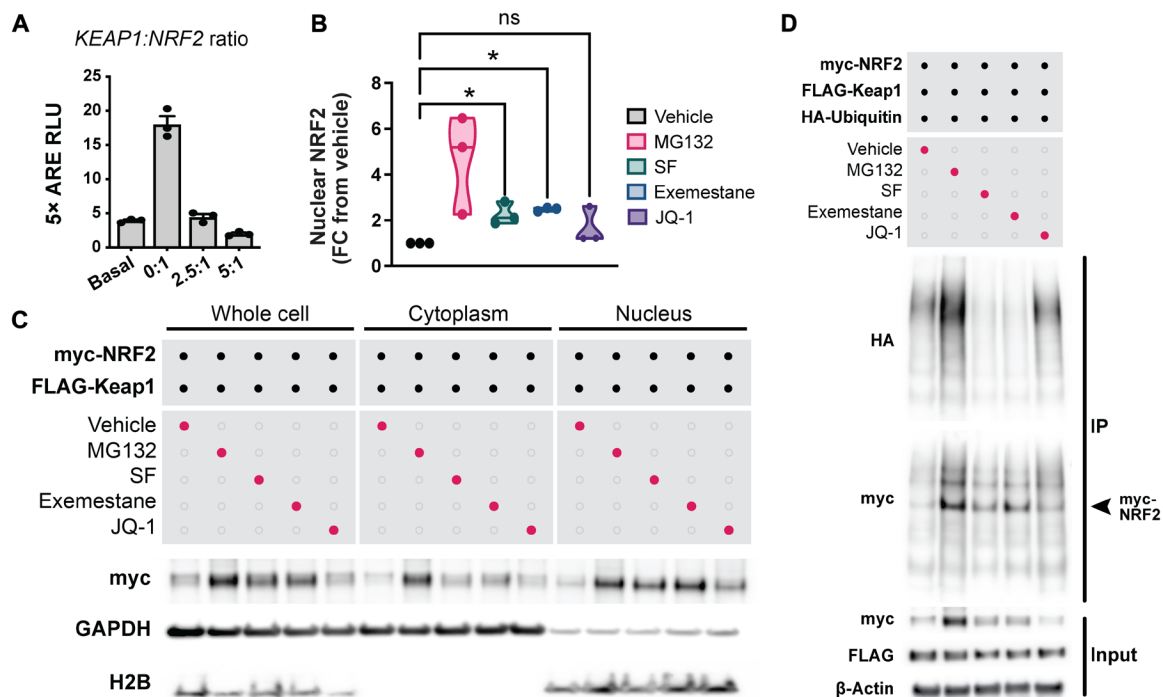 A
KEAP1:NRF2 ratio
5× ARE RLU
25
20
15
10
5
0
Basal
0:1
2.5:1
5:1
B
ns
*
*
Nuclear NRF2
(FC from vehicle)
8
6
4
2
0
Vehicle
MG132
SF
Exemestane
JQ-1
C
Whole cell
Cytoplasm
Nucleus
myc-NRF2
FLAG-Keap1
Vehicle
MG132
SF
Exemestane
JQ-1
myc
GAPDH
H2B
D
myc-NRF2
FLAG-Keap1
HA-Ubiquitin
Vehicle
MG132
SF
Exemestane
JQ-1
HA
IP
myc
myc-
NRF2
myc
FLAG
β-Actin
Input